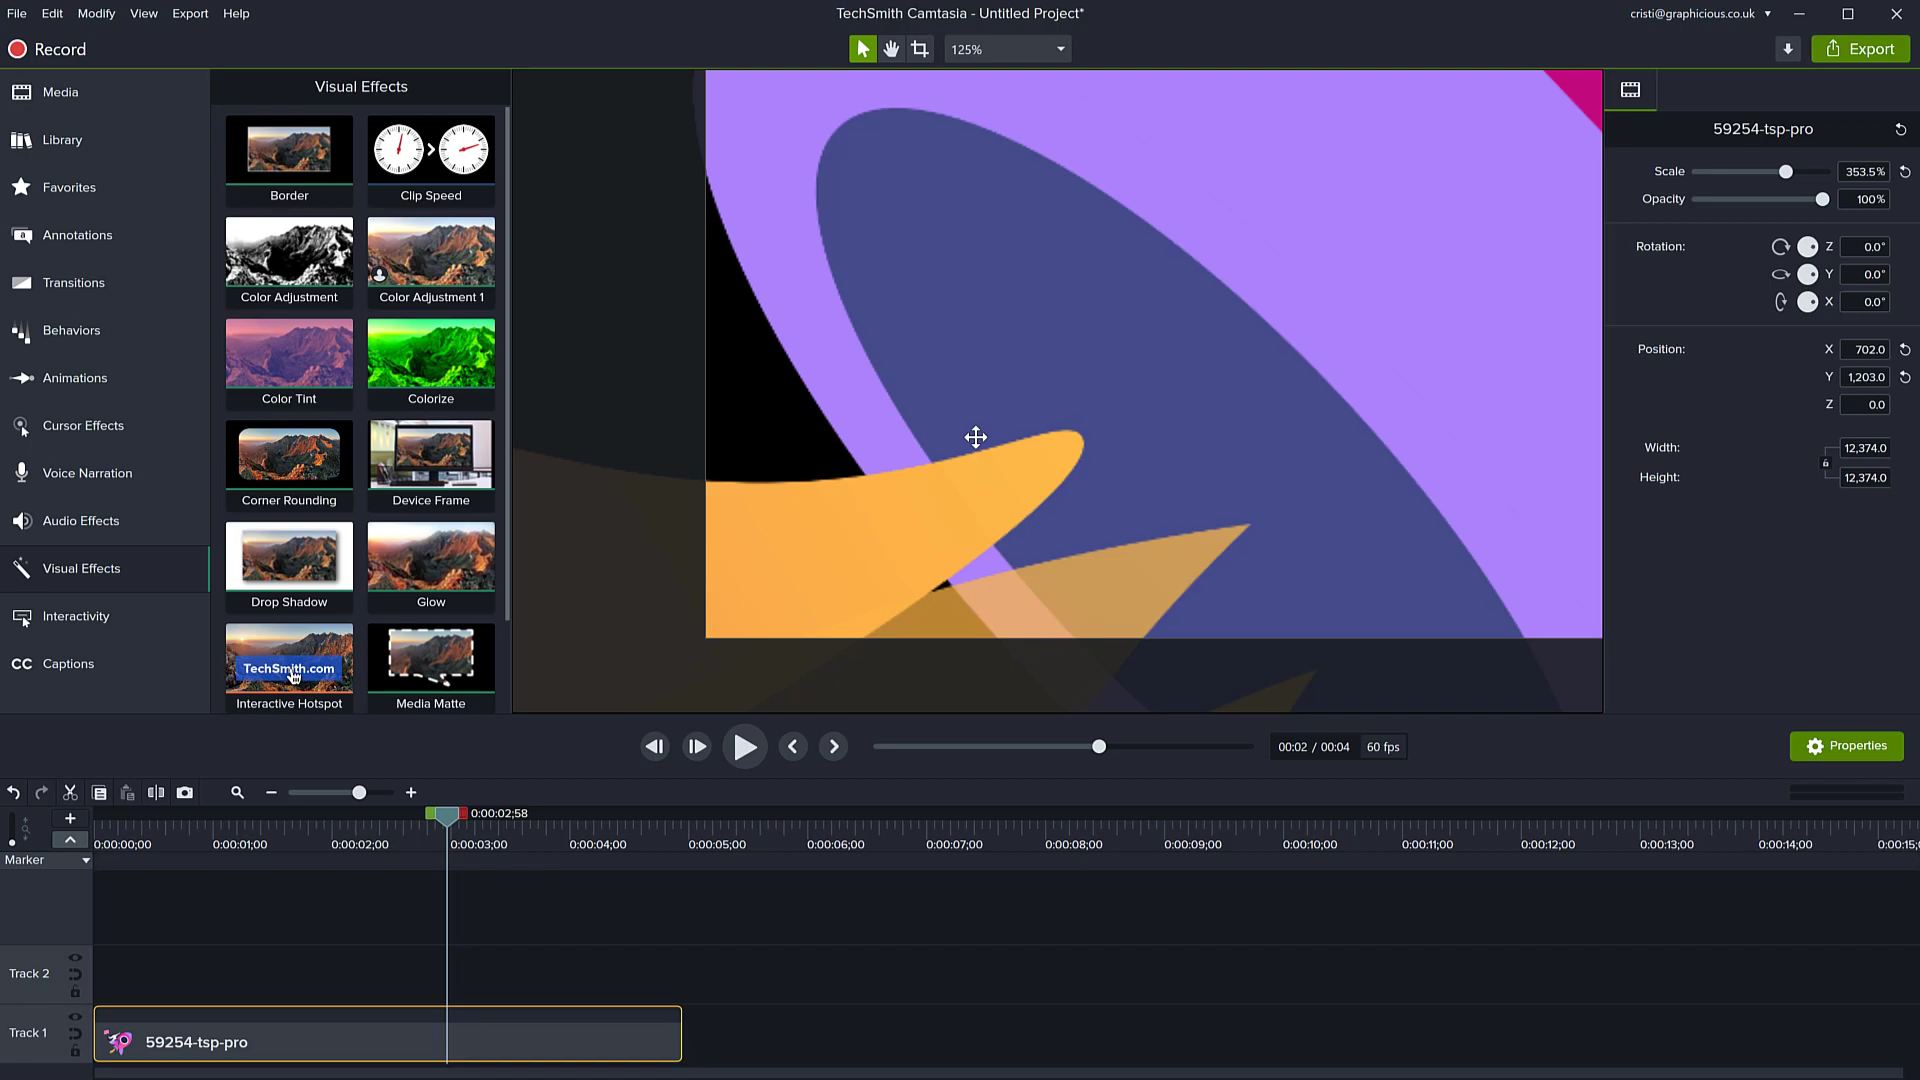 File Edit Modify View Export Help
TechSmith Camtasia - Untitled Project*
cristi@graphicious.co.uk
Record
125%
Export
Media
Library
Favorites
Annotations
Transitions
Behaviors
Animations
Cursor Effects
Voice Narration
Audio Effects
Visual Effects
Interactivity
CC Captions
Visual Effects
Border
Clip Speed
Color Adjustment
Color Adjustment 1
Color Tint
Colorize
Corner Rounding
Device Frame
Drop Shadow
Glow
TechSmith.com
Interactive Hotspot
Media Matte
59254-tsp-pro
Scale 353.5%
Opacity 100%
Rotation: Z 0.0°
Y 0.0°
X 0.0°
Position: X 702.0
Y 1,203.0
Z 0.0
Width: 12,374.0
Height: 12,374.0
00:02 / 00:04 60 fps
Properties
0:00:02;58
0:00:00;00 0:00:01;00 0:00:02;00 0:00:03;00 0:00:04;00 0:00:05;00 0:00:06;00 0:00:07;00 0:00:08;00 0:00:09;00 0:00:10;00 0:00:11;00 0:00:12;00 0:00:13;00 0:00:14;00 0:00:15;
Marker
Track 2
Track 1
59254-tsp-pro